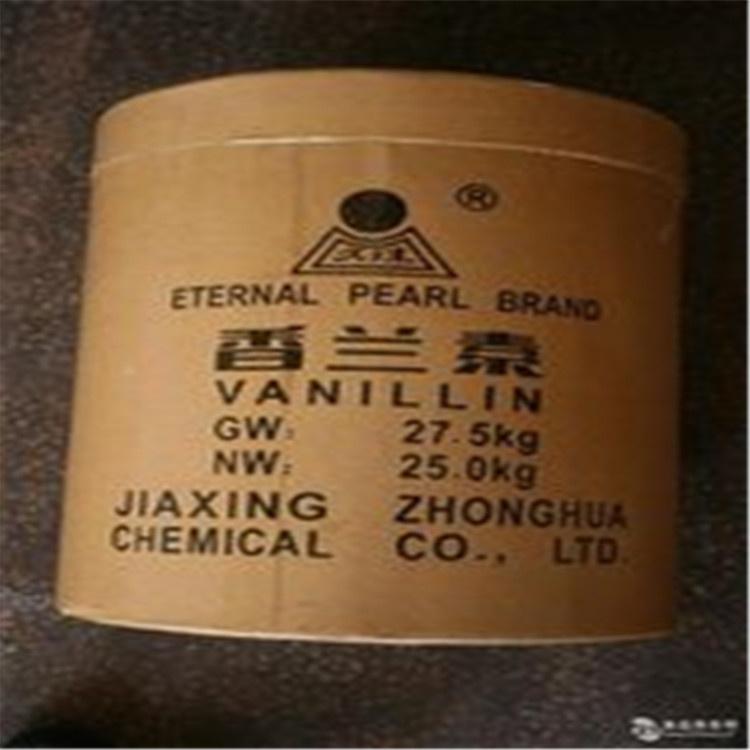 ®
ETERNAL PEARL BRAND
香兰素
VANILLIN
GW: 27.5kg
NW: 25.0kg
JIAXING ZHONGHUA
CHEMICAL CO., LTD.